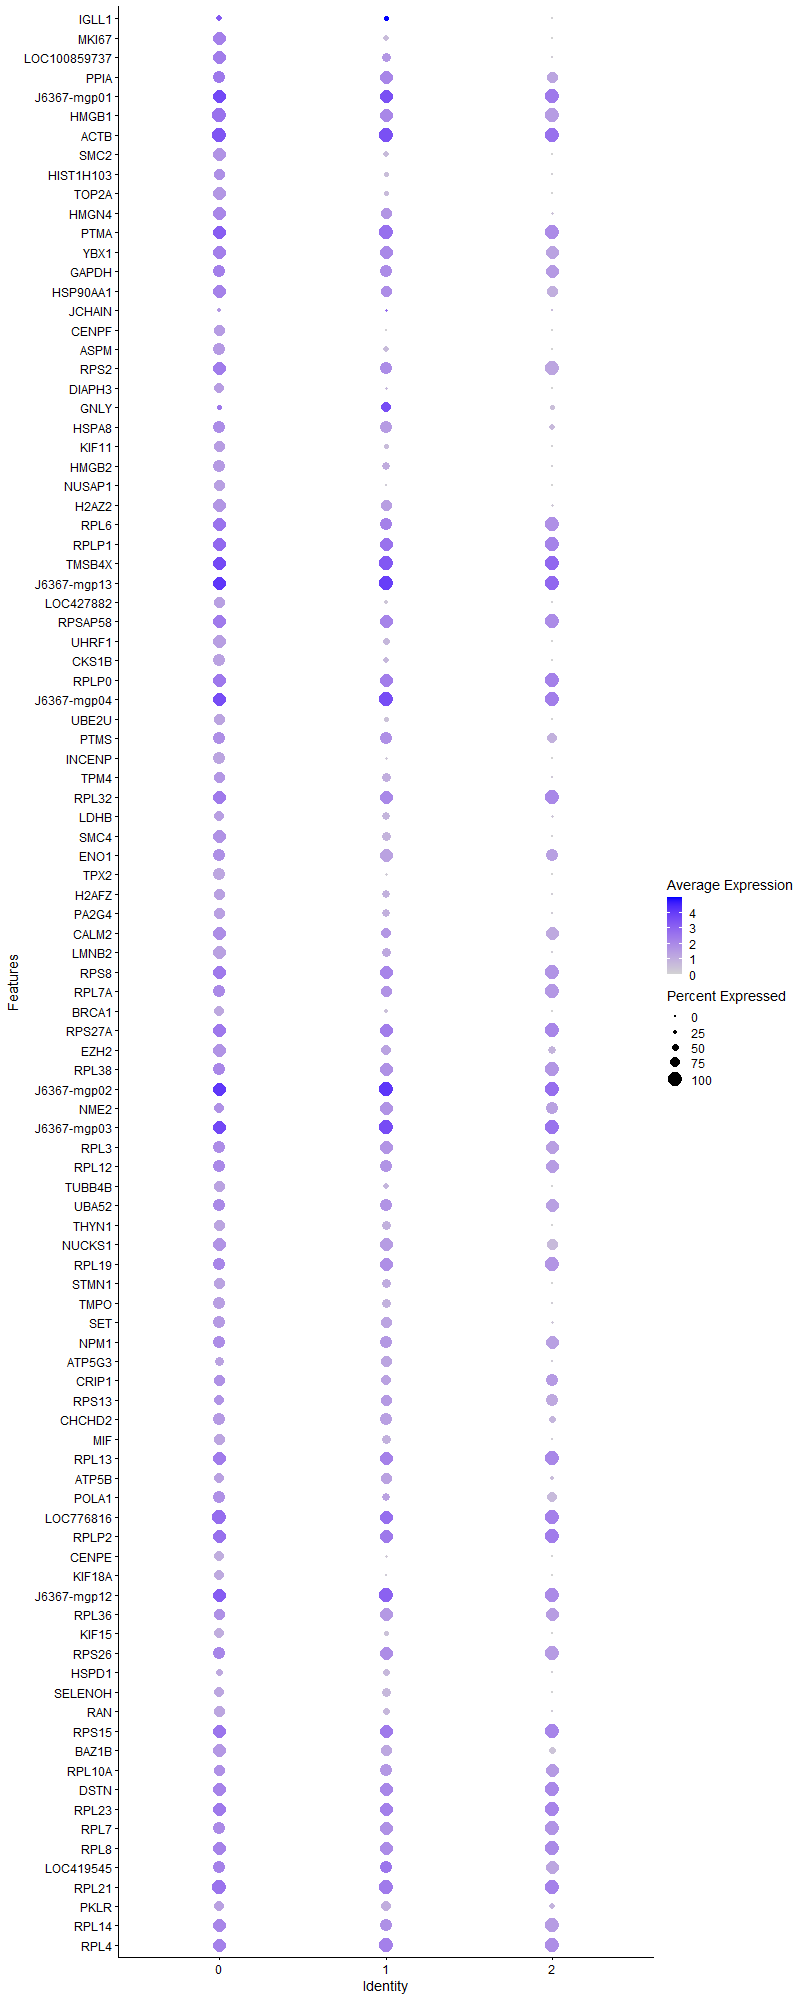 IGLL1
MKI67
LOC100859737
PPIA
J6367-mgp01
HMGB1
ACTB
SMC2
HIST1H103
TOP2A
HMGN4
PTMA
YBX1
GAPDH
HSP90AA1
JCHAIN
CENPF
ASPM
RPS2
DIAPH3
GNLY
HSPA8
KIF11
HMGB2
NUSAP1
H2AZ2
RPL6
RPLP1
TMSB4X
J6367-mgp13
LOC427882
RPSAP58
UHRF1
CKS1B
RPLP0
J6367-mgp04
UBE2U
PTMS
INCENP
TPM4
RPL32
LDHB
SMC4
ENO1
TPX2
H2AFZ
PA2G4
CALM2
LMNB2
RPS8
RPL7A
BRCA1
RPS27A
EZH2
RPL38
J6367-mgp02
NME2
J6367-mgp03
RPL3
RPL12
TUBB4B
UBA52
THYN1
NUCKS1
RPL19
STMN1
TMPO
SET
NPM1
ATP5G3
CRIP1
RPS13
CHCHD2
MIF
RPL13
ATP5B
POLA1
LOC776816
RPLP2
CENPE
KIF18A
J6367-mgp12
RPL36
KIF15
RPS26
HSPD1
SELENOH
RAN
RPS15
BAZ1B
RPL10A
DSTN
RPL23
RPL7
RPL8
LOC419545
RPL21
PKLR
RPL14
RPL4
Features
0 1 2
Identity
Average Expression
4
3
2
1
0
Percent Expressed
0
25
50
75
100